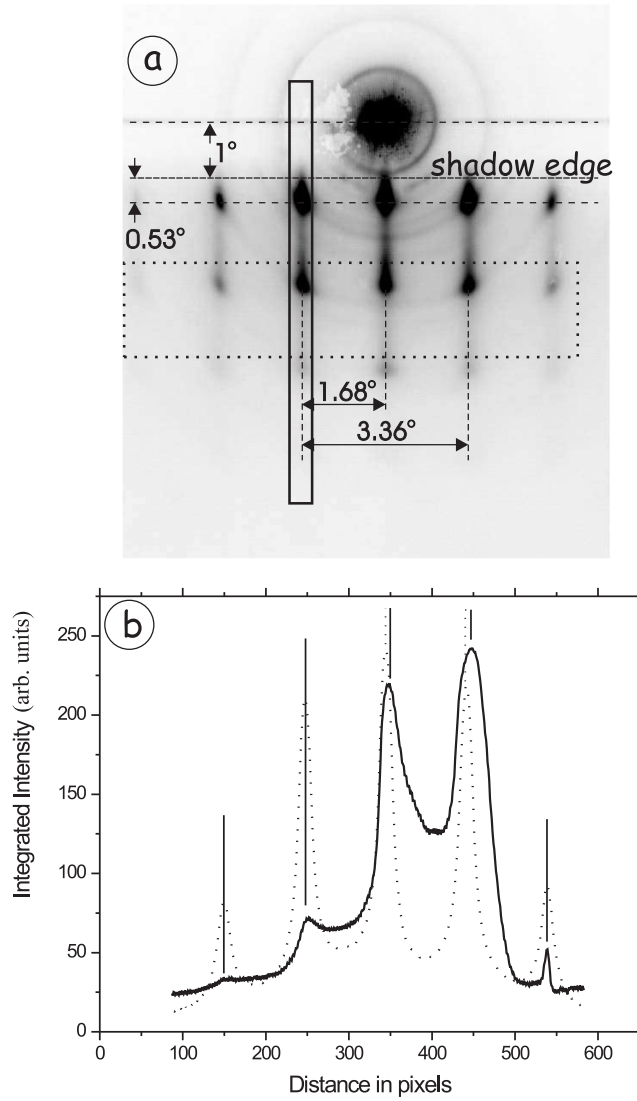 a
1°
shadow edge
0.53°
1.68°
3.36°
b
250
200
150
100
50
0
Integrated Intensity (arb. units)
0 100 200 300 400 500 600
Distance in pixels